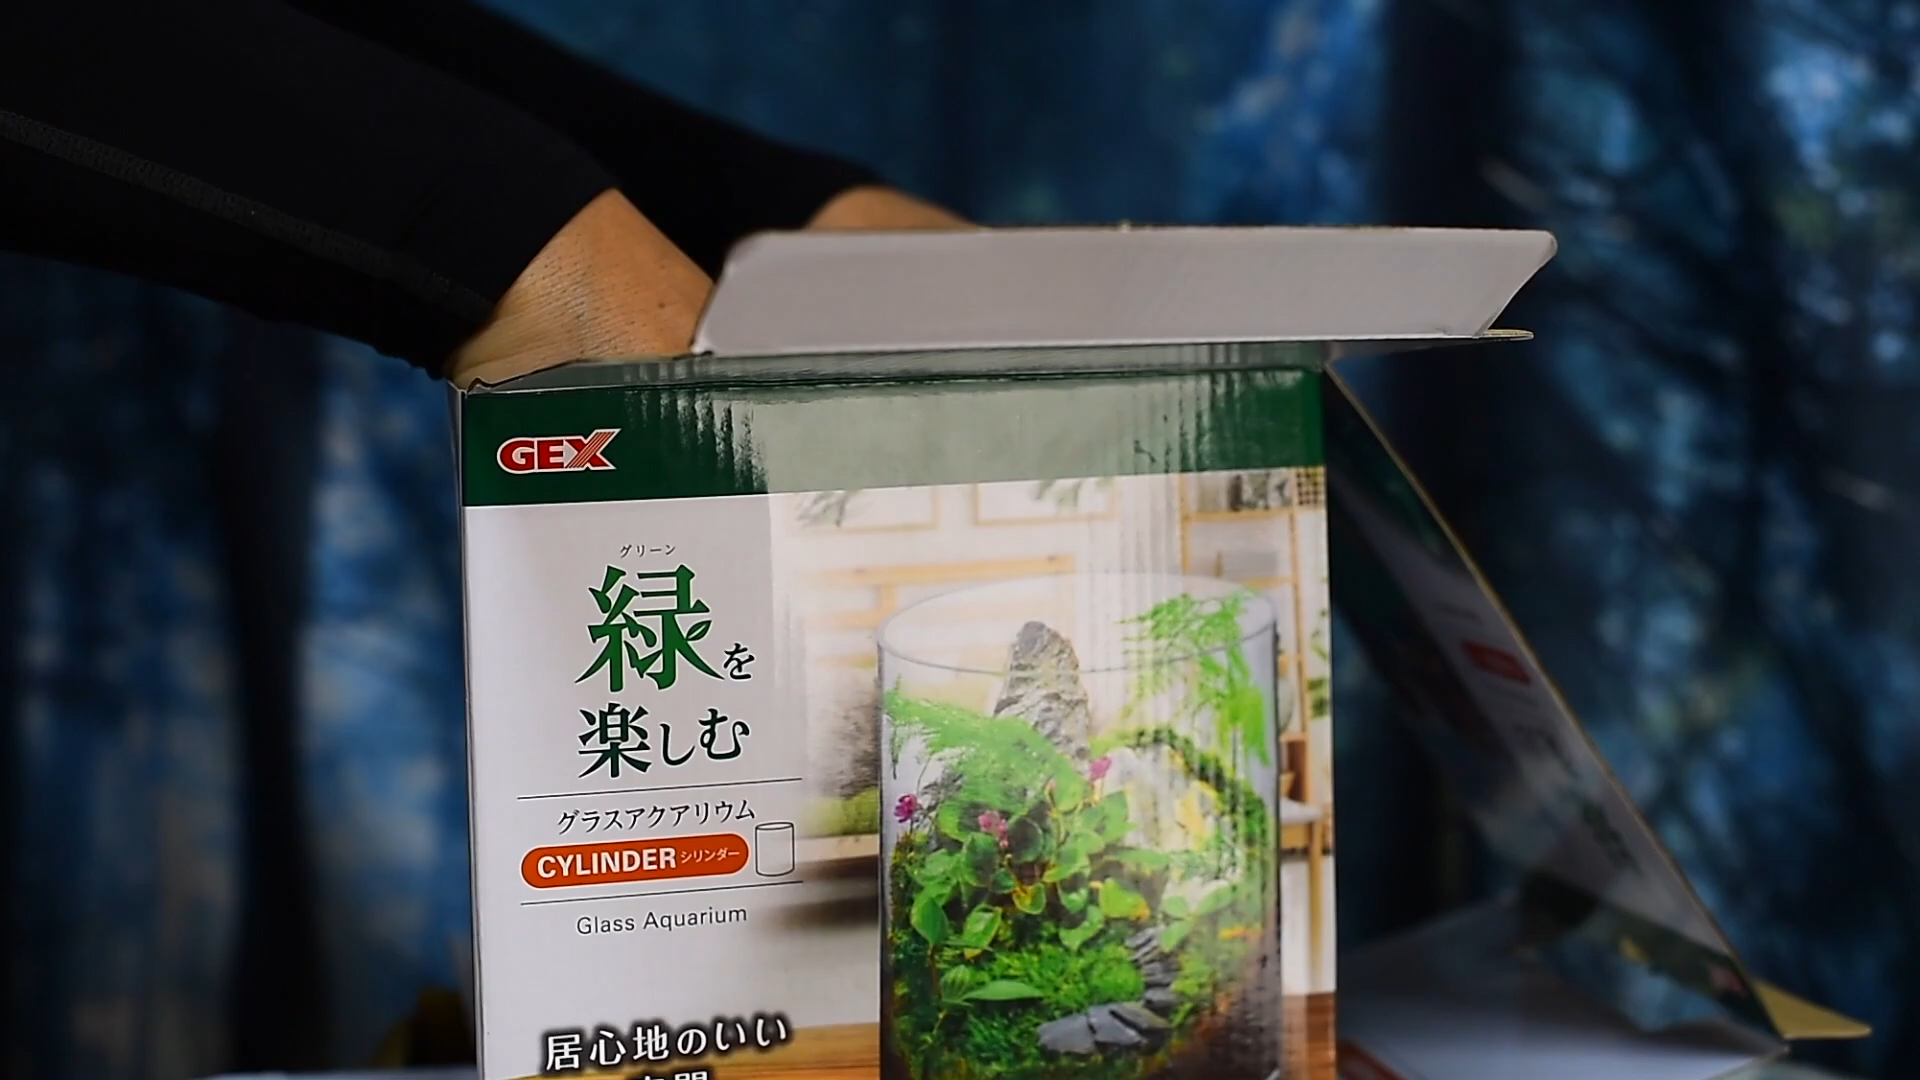 GEX
グリーン
緑を
楽しむ
グラスアクアリウム
CYLINDER シリンダー
Glass Aquarium
居心地のいい